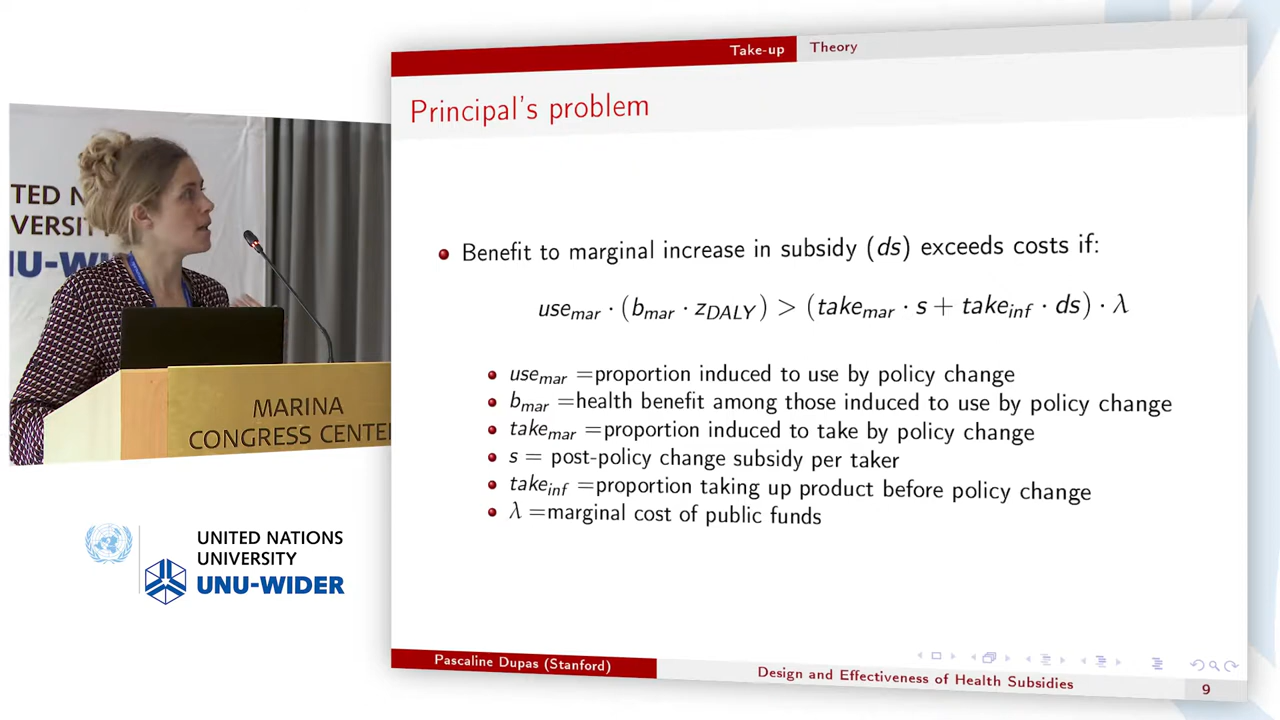 TED N
VERSIT
NU-WI
MARINA
CONGRESS CENTE
UNITED NATIONS
UNIVERSITY
UNU-WIDER
Take-up Theory
Principal's problem
Benefit to marginal increase in subsidy (ds) exceeds costs if:
use_mar · (b_mar · z_DALY) > (take_mar · s + take_inf · ds) · λ
use_mar =proportion induced to use by policy change
b_mar =health benefit among those induced to use by policy change
take_mar =proportion induced to take by policy change
s = post-policy change subsidy per taker
take_inf =proportion taking up product before policy change
λ =marginal cost of public funds
Pascaline Dupas (Stanford)
Design and Effectiveness of Health Subsidies
9